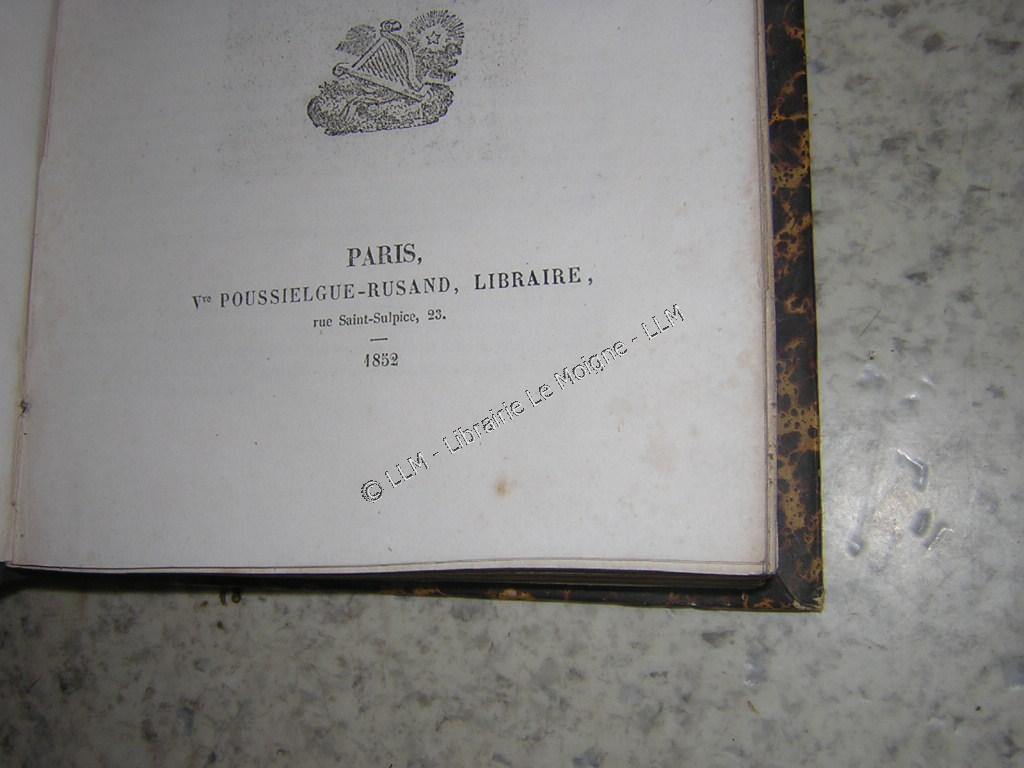 PARIS,
Vve POUSSIELGUE-RUSAND, LIBRAIRE,
rue Saint-Sulpice, 23.
1852
© LLM - Librairie Le Moigne - LLM